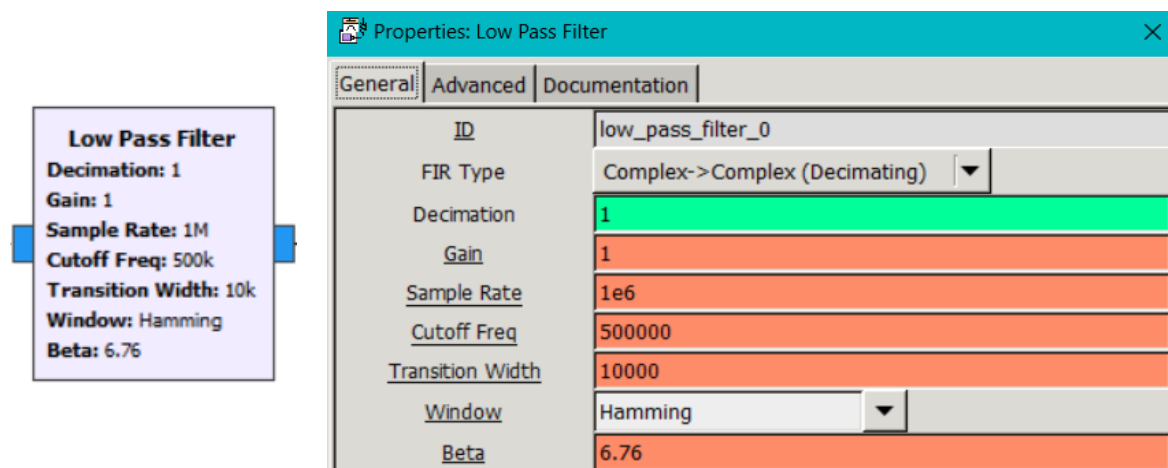 Low Pass Filter
Decimation: 1
Gain: 1
Sample Rate: 1M
Cutoff Freq: 500k
Transition Width: 10k
Window: Hamming
Beta: 6.76
Properties: Low Pass Filter
General Advanced Documentation
ID low_pass_filter_0
FIR Type Complex->Complex (Decimating)
Decimation 1
Gain 1
Sample Rate 1e6
Cutoff Freq 500000
Transition Width 10000
Window Hamming
Beta 6.76